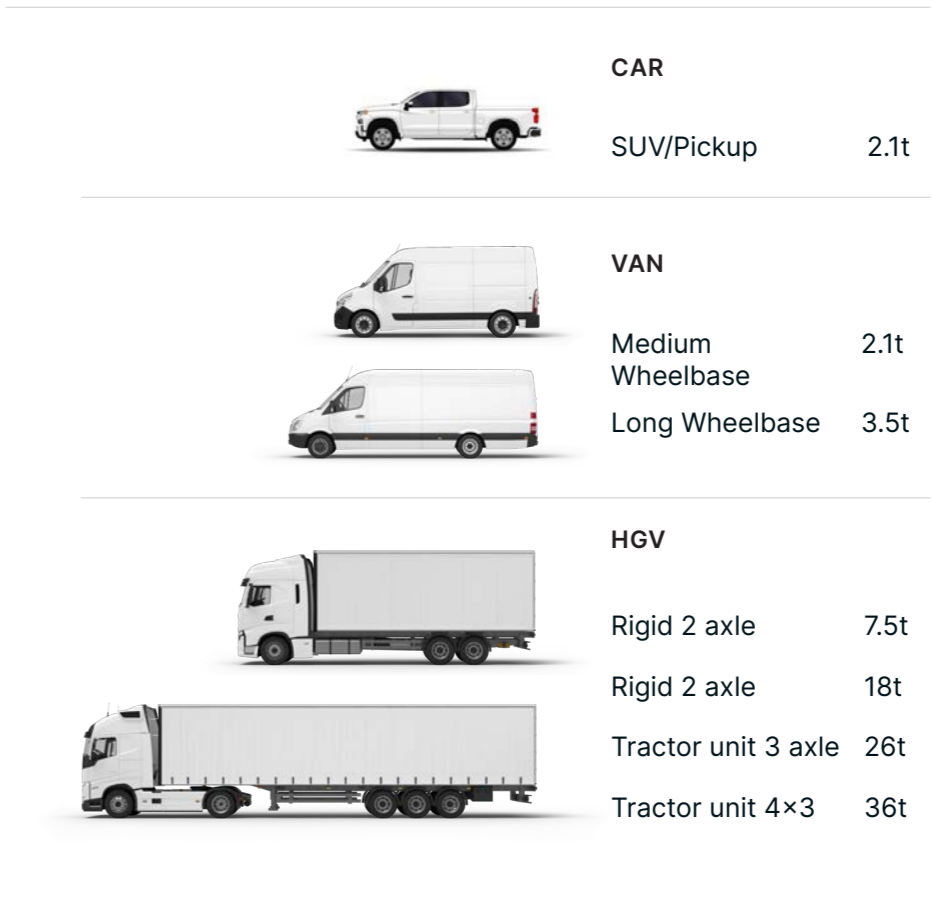 CAR
SUV/Pickup 2.1t
VAN
Medium 2.1t
Wheelbase
Long Wheelbase 3.5t
HGV
Rigid 2 axle 7.5t
Rigid 2 axle 18t
Tractor unit 3 axle 26t
Tractor unit 4×3 36t